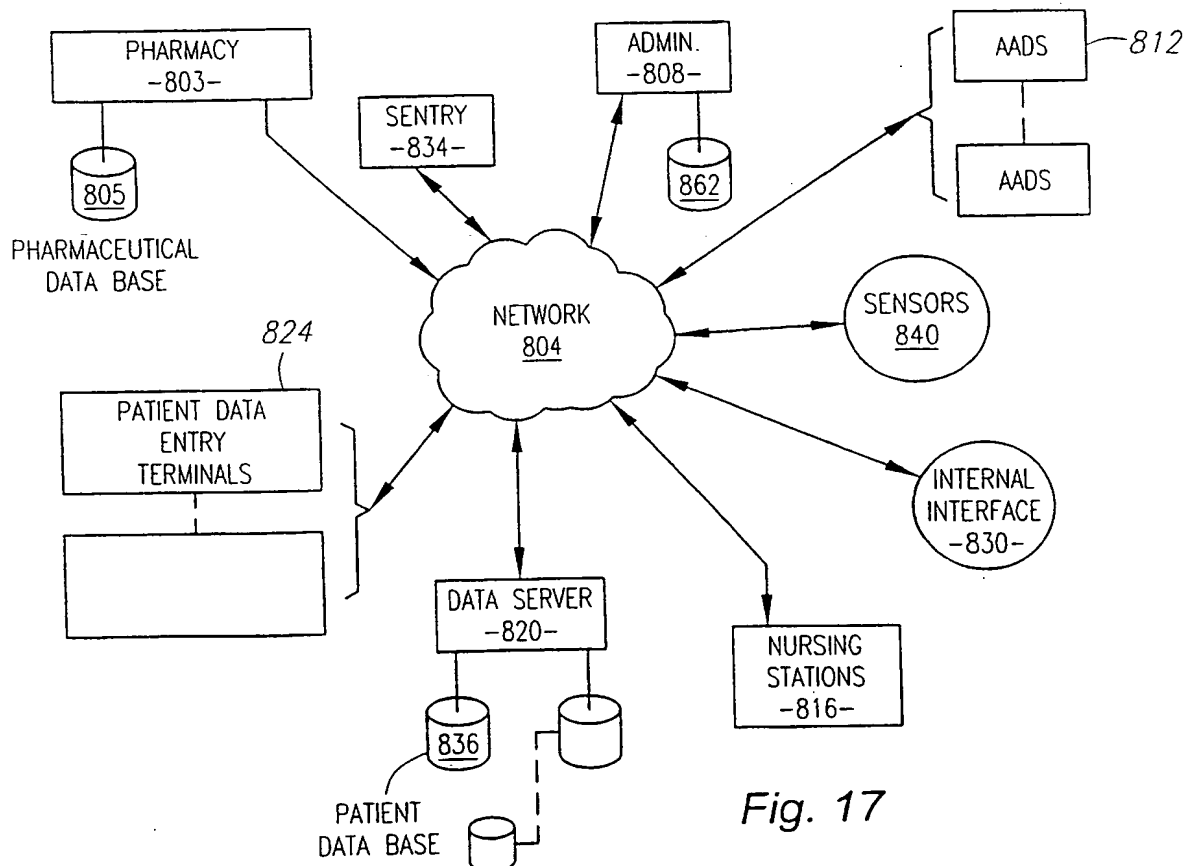 PHARMACY
-803-
805
PHARMACEUTICAL
DATA BASE
SENTRY
-834-
ADMIN.
-808-
862
AADS
812
AADS
NETWORK
804
SENSORS
840
824
PATIENT DATA
ENTRY
TERMINALS
INTERNAL
INTERFACE
-830-
DATA SERVER
-820-
836
PATIENT
DATA BASE
NURSING
STATIONS
-816-
Fig. 17